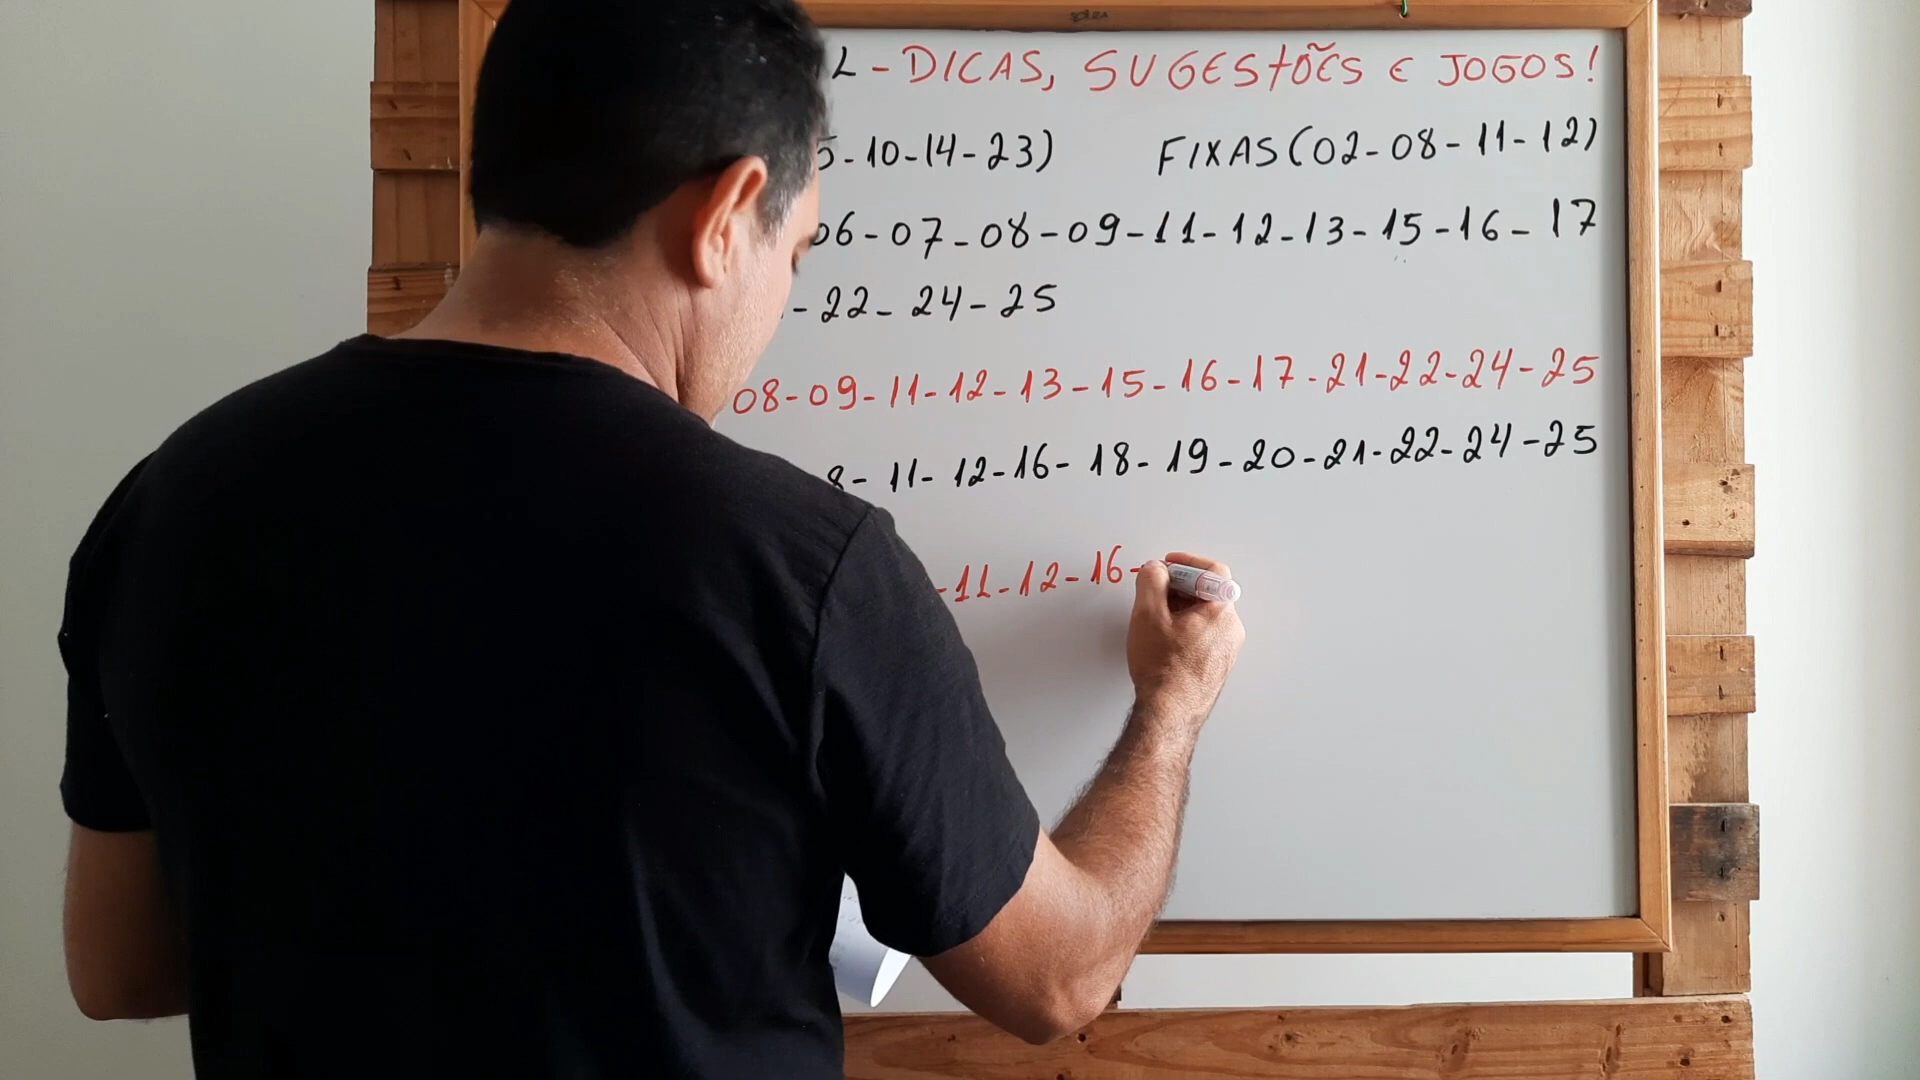 L - DICAS, SUGESTÕES E JOGOS!
5-10-14-23) FIXAS (02-08-11-12)
06-07-08-09-11-12-13-15-16-17
-22-24-25
08-09-11-12-13-15-16-17-21-22-24-25
8-11-12-16-18-19-20-21-22-24-25
-11-12-16-